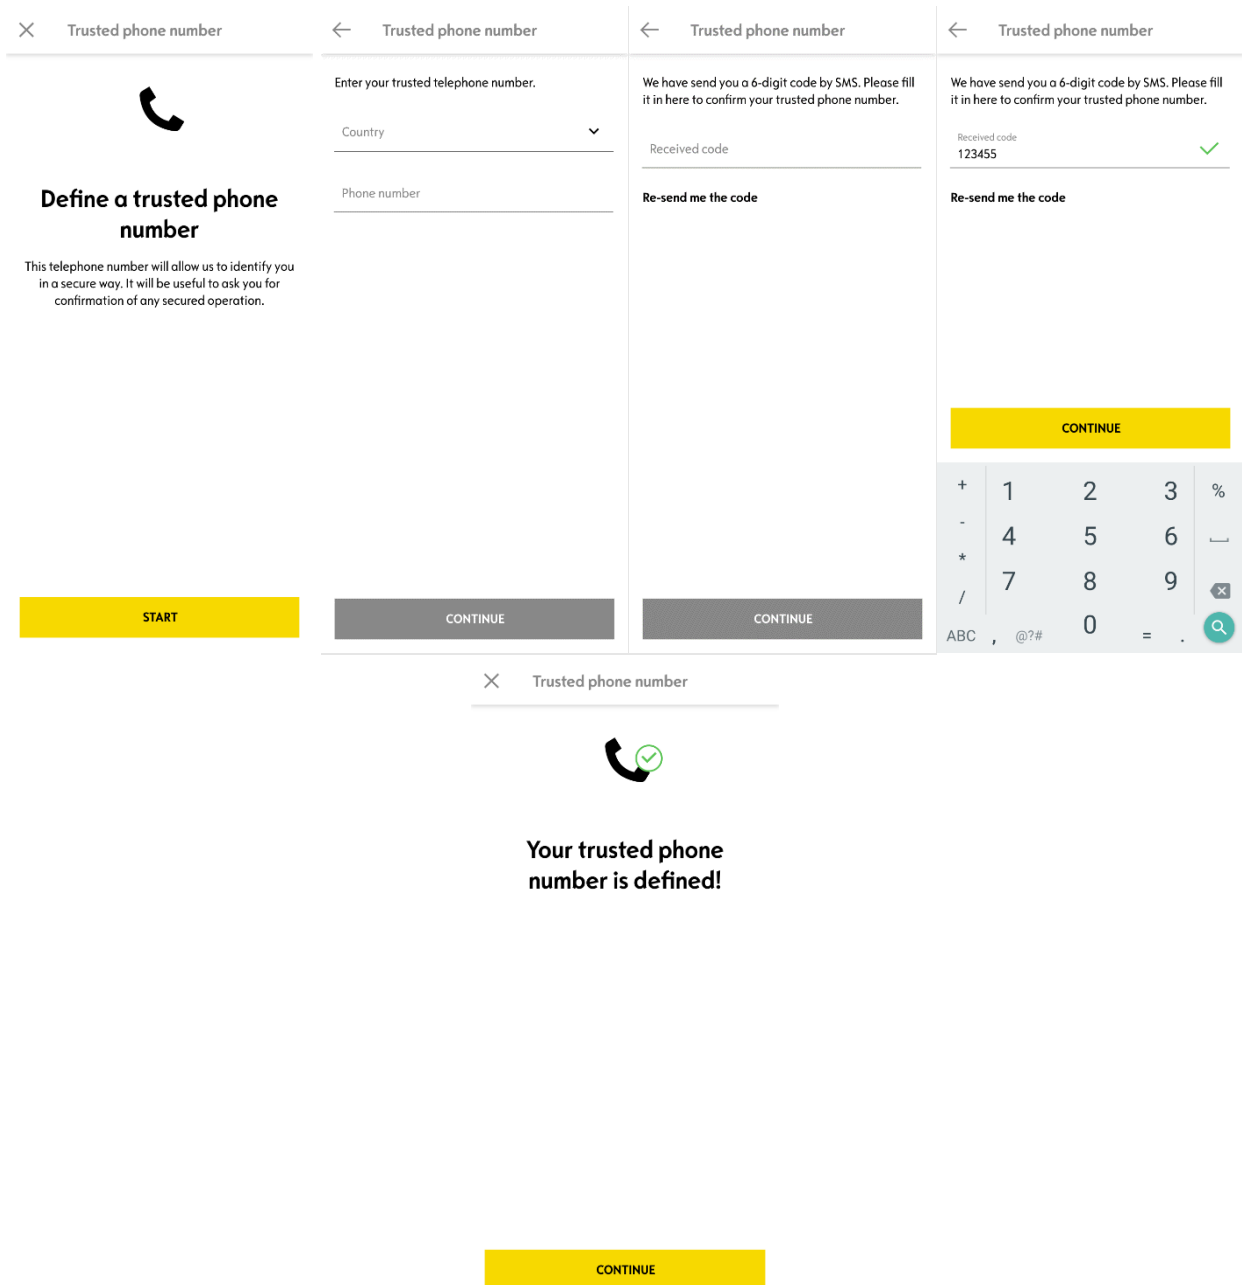 Trusted phone number
Define a trusted phone
number
This telephone number will allow us to identify you
in a secure way. It will be useful to ask you for
confirmation of any secured operation.
START
Trusted phone number
Enter your trusted telephone number.
Country
Phone number
CONTINUE
Trusted phone number
We have send you a 6-digit code by SMS. Please fill
it in here to confirm your trusted phone number.
Received code
Re-send me the code
CONTINUE
Trusted phone number
We have send you a 6-digit code by SMS. Please fill
it in here to confirm your trusted phone number.
Received code
123455
Re-send me the code
CONTINUE
+ 1 2 3 %
- 4 5 6
* 7 8 9
/
ABC , @?# 0 = .
Trusted phone number
Your trusted phone
number is defined!
CONTINUE